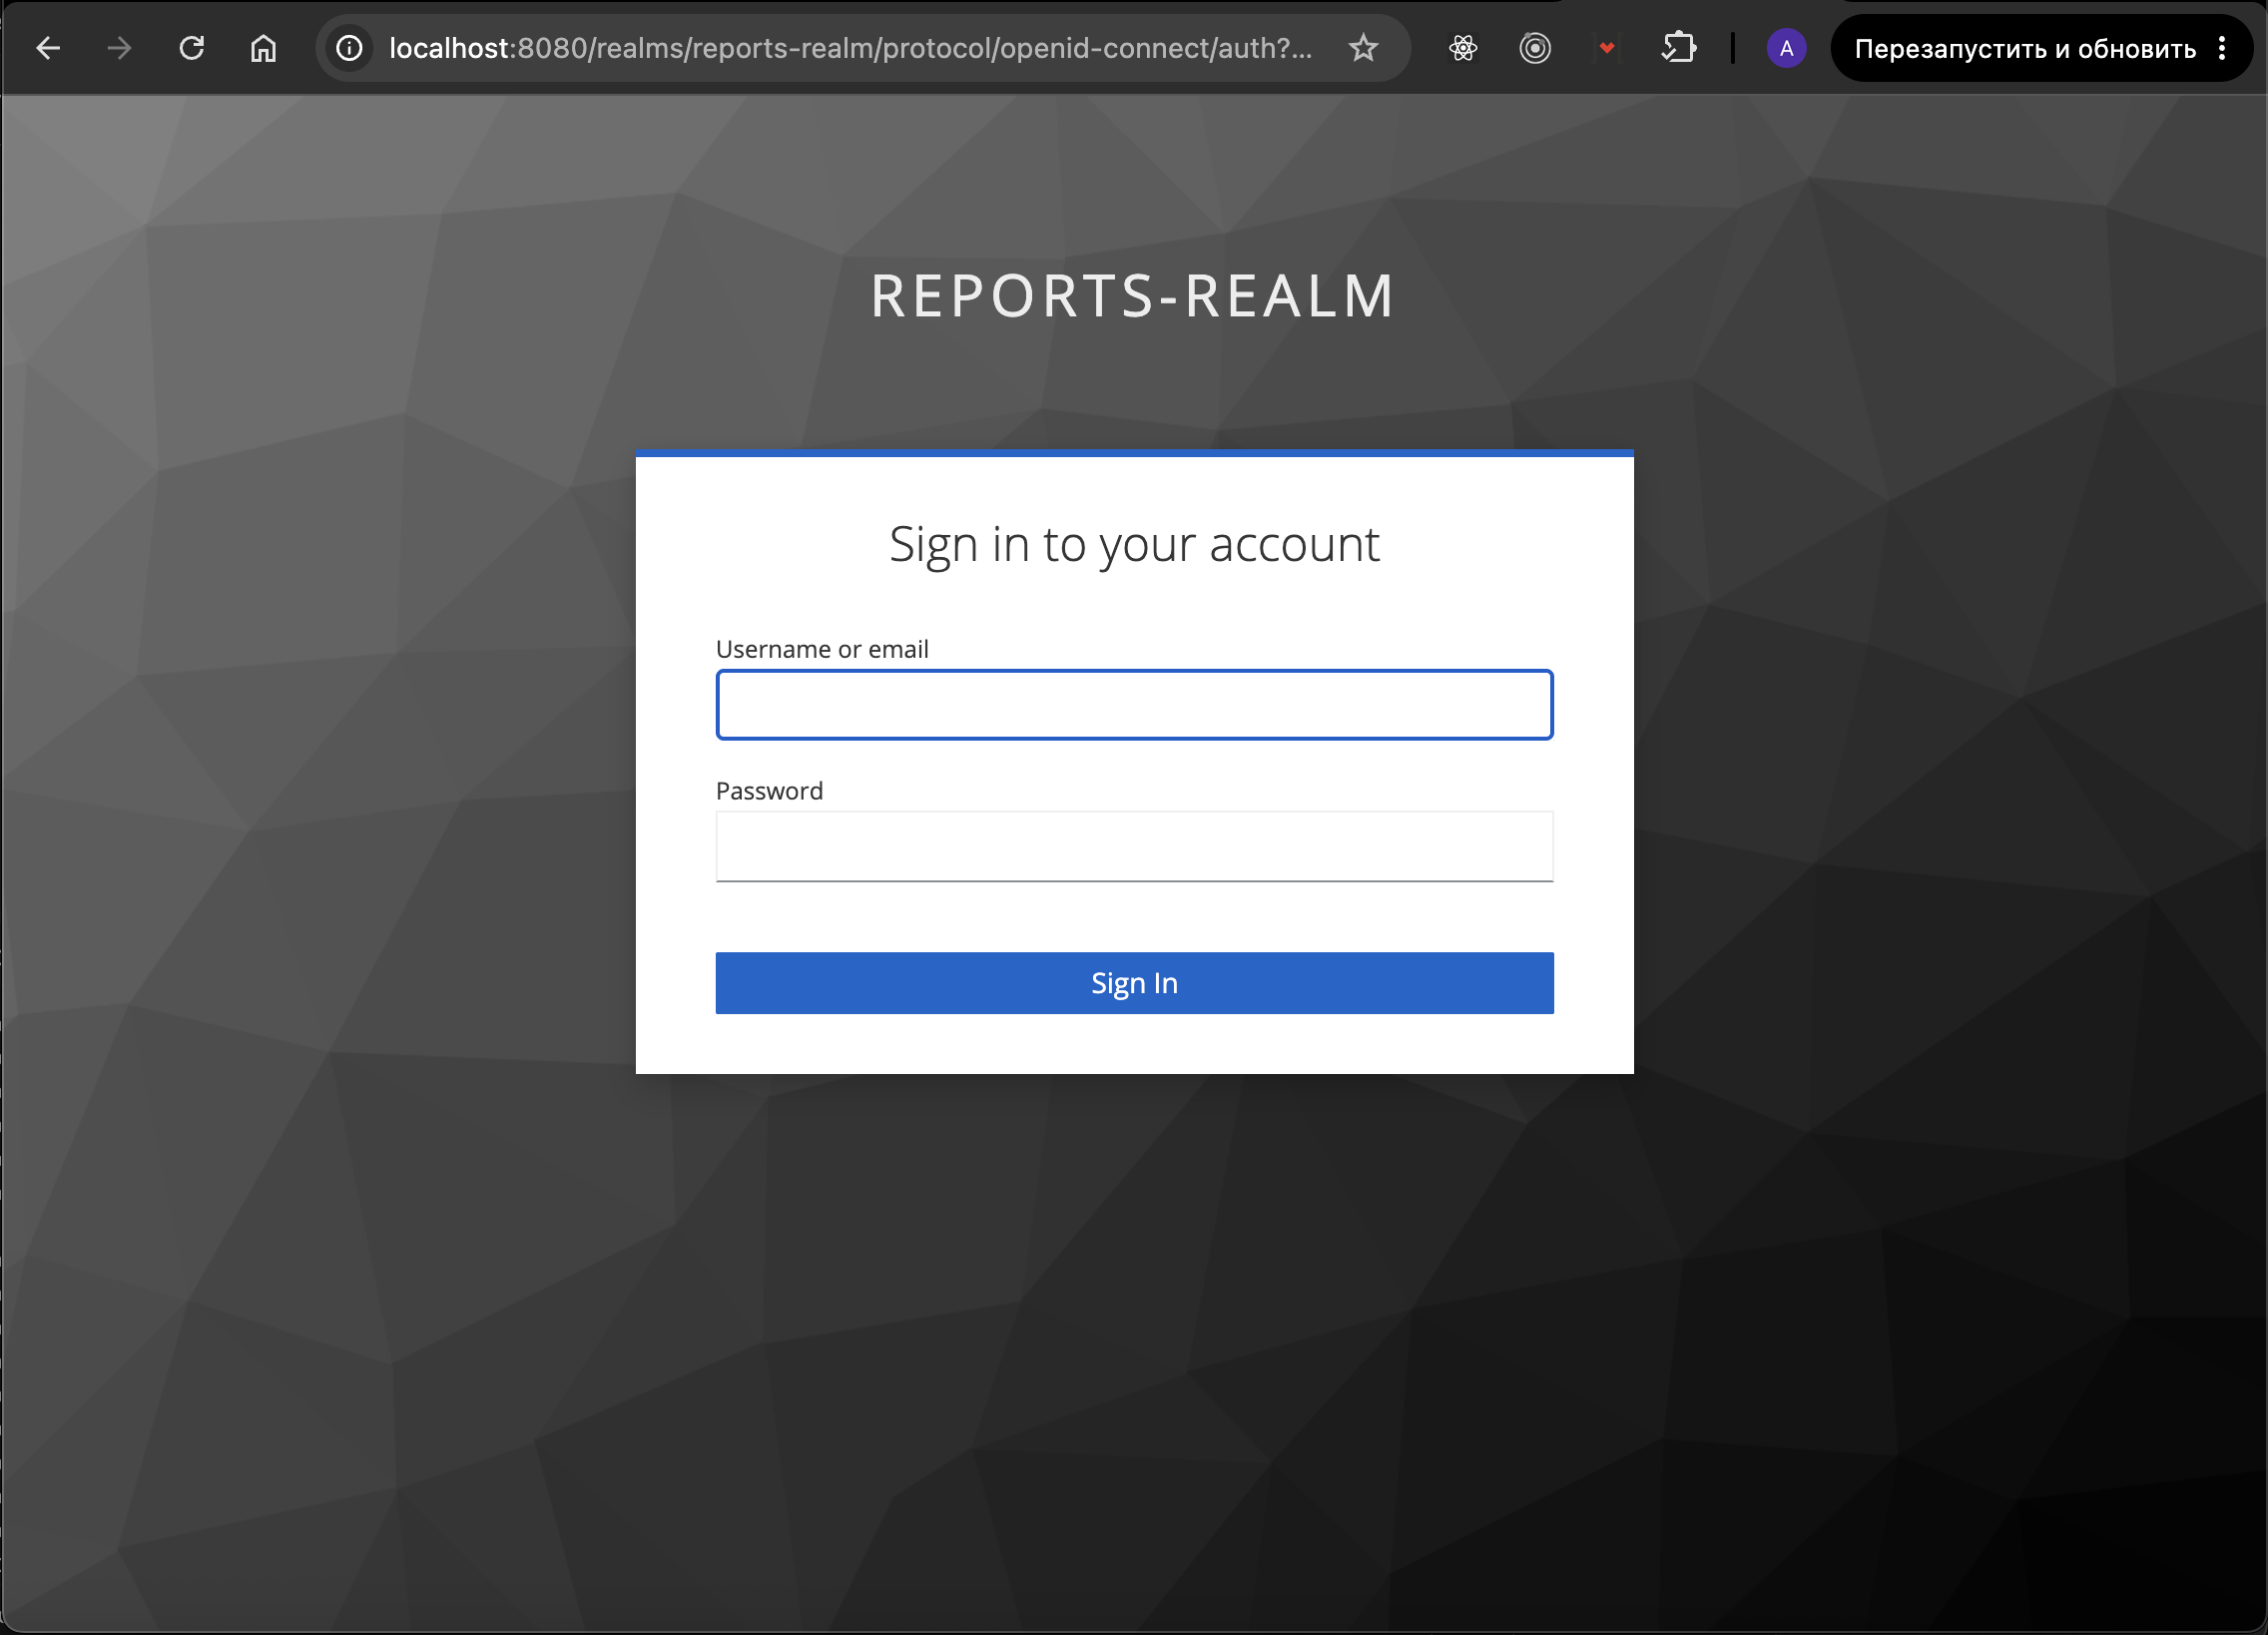 localhost:8080/realms/reports-realm/protocol/openid-connect/auth?...
A
Перезапустить и обновить
REPORTS-REALM
Sign in to your account
Username or email
Password
Sign In